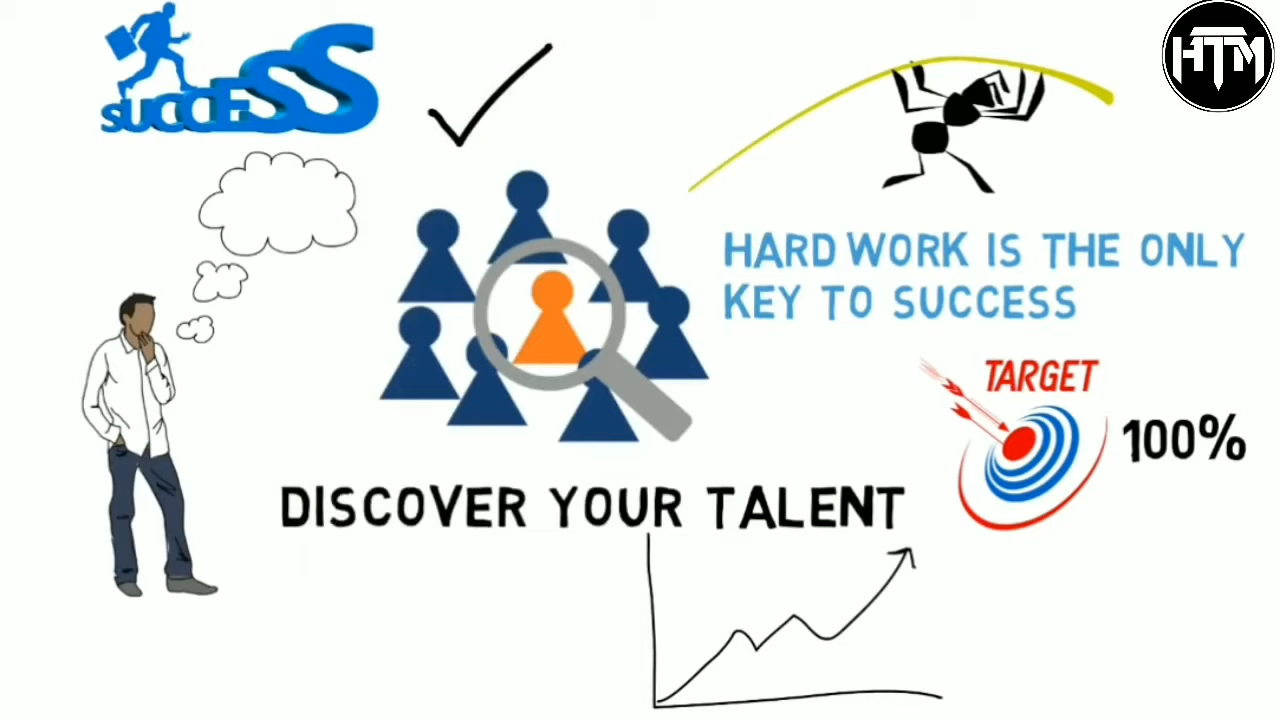 SUCCESS
HTM
HARD WORK IS THE ONLY
KEY TO SUCCESS
TARGET
100%
DISCOVER YOUR TALENT